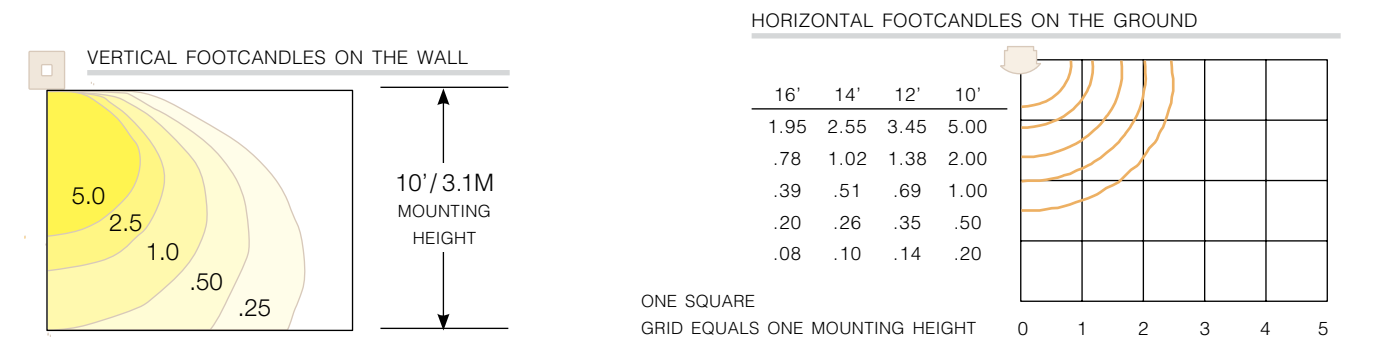 VERTICAL FOOTCANDLES ON THE WALL
5.0
2.5
1.0
.50
.25
10’/ 3.1M
MOUNTING
HEIGHT
HORIZONTAL FOOTCANDLES ON THE GROUND
16’ 14’ 12’ 10’
1.95 2.55 3.45 5.00
.78 1.02 1.38 2.00
.39 .51 .69 1.00
.20 .26 .35 .50
.08 .10 .14 .20
ONE SQUARE
GRID EQUALS ONE MOUNTING HEIGHT
0 1 2 3 4 5